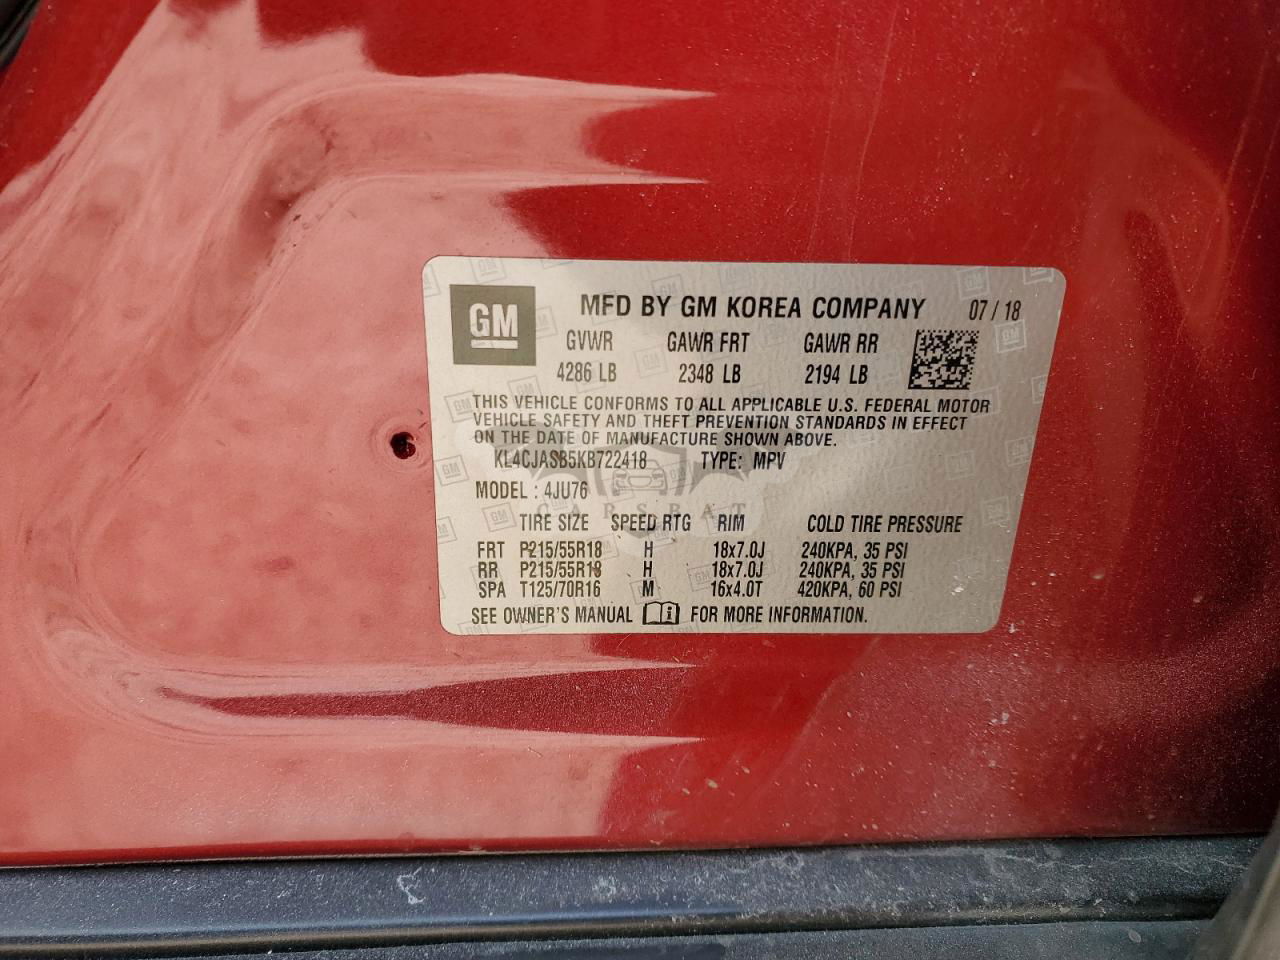 GM MFD BY GM KOREA COMPANY 07 / 18
GVWR GAWR FRT GAWR RR
4286 LB 2348 LB 2194 LB
THIS VEHICLE CONFORMS TO ALL APPLICABLE U.S. FEDERAL MOTOR
VEHICLE SAFETY AND THEFT PREVENTION STANDARDS IN EFFECT
ON THE DATE OF MANUFACTURE SHOWN ABOVE.
KL4CJASB5KB722418 TYPE: MPV
MODEL : 4JU76
CARSBAT
TIRE SIZE SPEED RTG RIM COLD TIRE PRESSURE
FRT P215/55R18 H 18x7.0J 240KPA, 35 PSI
RR P215/55R18 H 18x7.0J 240KPA, 35 PSI
SPA T125/70R16 M 16x4.0T 420KPA, 60 PSI
SEE OWNER'S MANUAL FOR MORE INFORMATION.